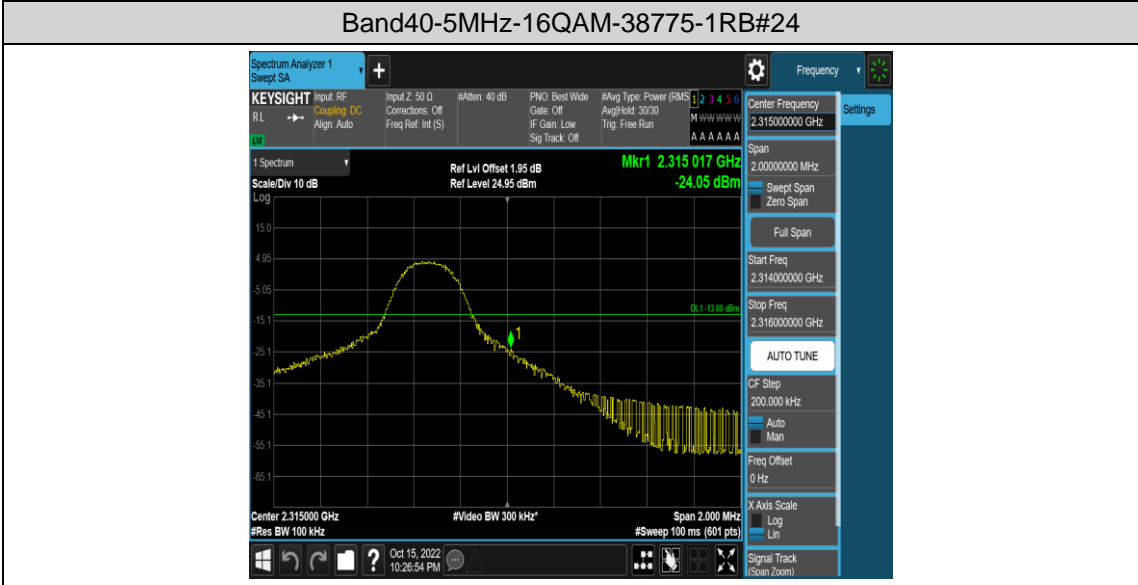 Band40-5MHz-16QAM-38775-1RB#24
Spectrum Analyzer 1
Swept SA
+
Frequency
KEYSIGHT
RL
LXI
Input: RF
Coupling: DC
Align: Auto
Input Z: 50 Ω
Corrections: Off
Freq Ref: Int (S)
#Atten: 40 dB
PNO: Best Wide
Gate: Off
IF Gain: Low
Sig Track: Off
#Avg Type: Power (RMS
Avg|Hold: 30/30
Trig: Free Run
1 2 3 4 5 6
M W W W W W
A A A A A A
1 Spectrum
Scale/Div 10 dB
Ref Lvl Offset 1.95 dB
Ref Level 24.95 dBm
Mkr1 2.315 017 GHz
-24.05 dBm
Log
15.0
4.95
-5.05
-15.1
-25.1
-35.1
-45.1
-55.1
-65.1
DL1 -13.00 dBm
1
Center 2.315000 GHz
#Res BW 100 kHz
#Video BW 300 kHz*
Span 2.000 MHz
#Sweep 100 ms (601 pts)
?
Oct 15, 2022
10:26:54 PM
Center Frequency
2.315000000 GHz
Settings
Span
2.00000000 MHz
Swept Span
Zero Span
Full Span
Start Freq
2.314000000 GHz
Stop Freq
2.316000000 GHz
AUTO TUNE
CF Step
200.000 kHz
Auto
Man
Freq Offset
0 Hz
X Axis Scale
Log
Lin
Signal Track
(Span Zoom)